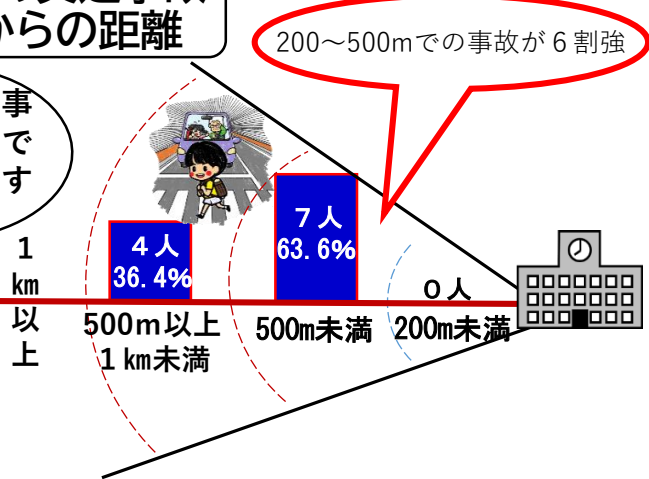 からの距離
200～500mでの事故が６割強
事
で
す
４人
36.4%
７人
63.6%
０人
１
㎞
以
上
500ｍ以上
１㎞未満
500m未満
200m未満